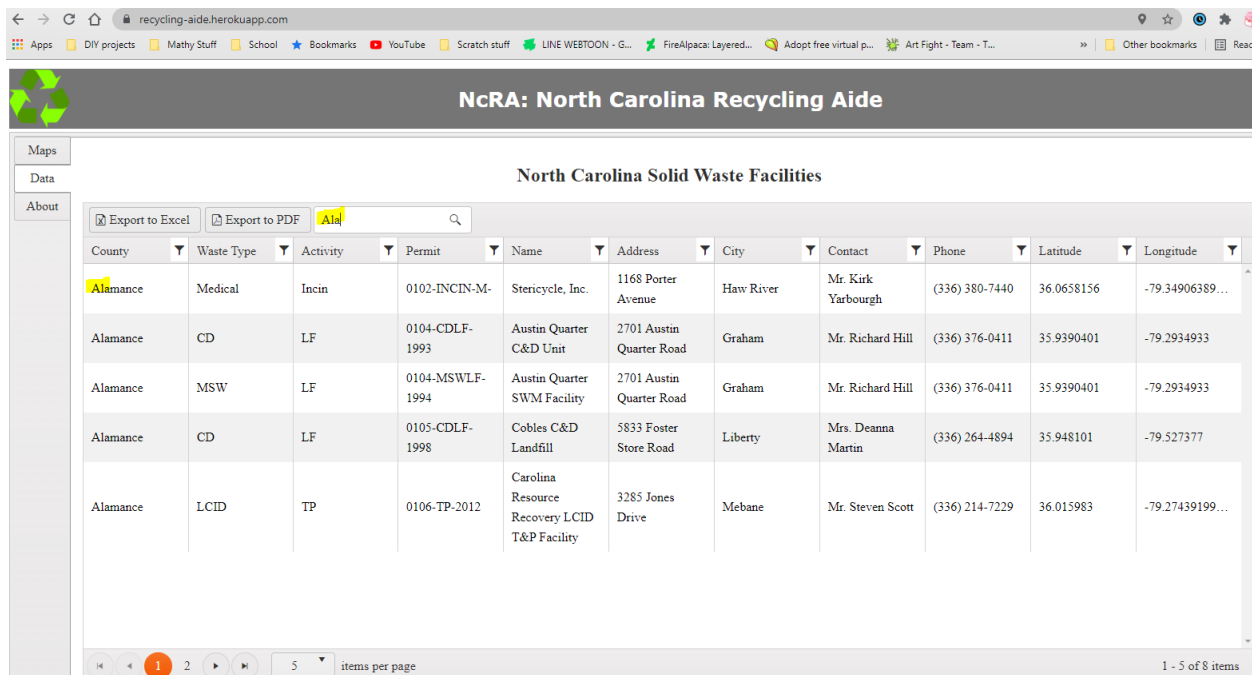 recycling-aide.herokuapp.com
Apps DIY projects Mathy Stuff School Bookmarks YouTube Scratch stuff LINE WEBTOON - G... FireAlpaca: Layered... Adopt free virtual p... Art Fight - Team - T... » Other bookmarks Read
NcRA: North Carolina Recycling Aide
Maps
Data
About
North Carolina Solid Waste Facilities
Export to Excel Export to PDF Ala
County Waste Type Activity Permit Name Address City Contact Phone Latitude Longitude
Alamance Medical Incin 0102-INCIN-M- Stericycle, Inc. 1168 Porter Avenue Haw River Mr. Kirk Yarbourgh (336) 380-7440 36.0658156 -79.34906389...
Alamance CD LF 0104-CDLF-1993 Austin Quarter C&D Unit 2701 Austin Quarter Road Graham Mr. Richard Hill (336) 376-0411 35.9390401 -79.2934933
Alamance MSW LF 0104-MSWLF-1994 Austin Quarter SWM Facility 2701 Austin Quarter Road Graham Mr. Richard Hill (336) 376-0411 35.9390401 -79.2934933
Alamance CD LF 0105-CDLF-1998 Cobles C&D Landfill 5833 Foster Store Road Liberty Mrs. Deanna Martin (336) 264-4894 35.948101 -79.527377
Alamance LCID TP 0106-TP-2012 Carolina Resource Recovery LCID T&P Facility 3285 Jones Drive Mebane Mr. Steven Scott (336) 214-7229 36.015983 -79.27439199...
1 2 5 items per page 1 - 5 of 8 items